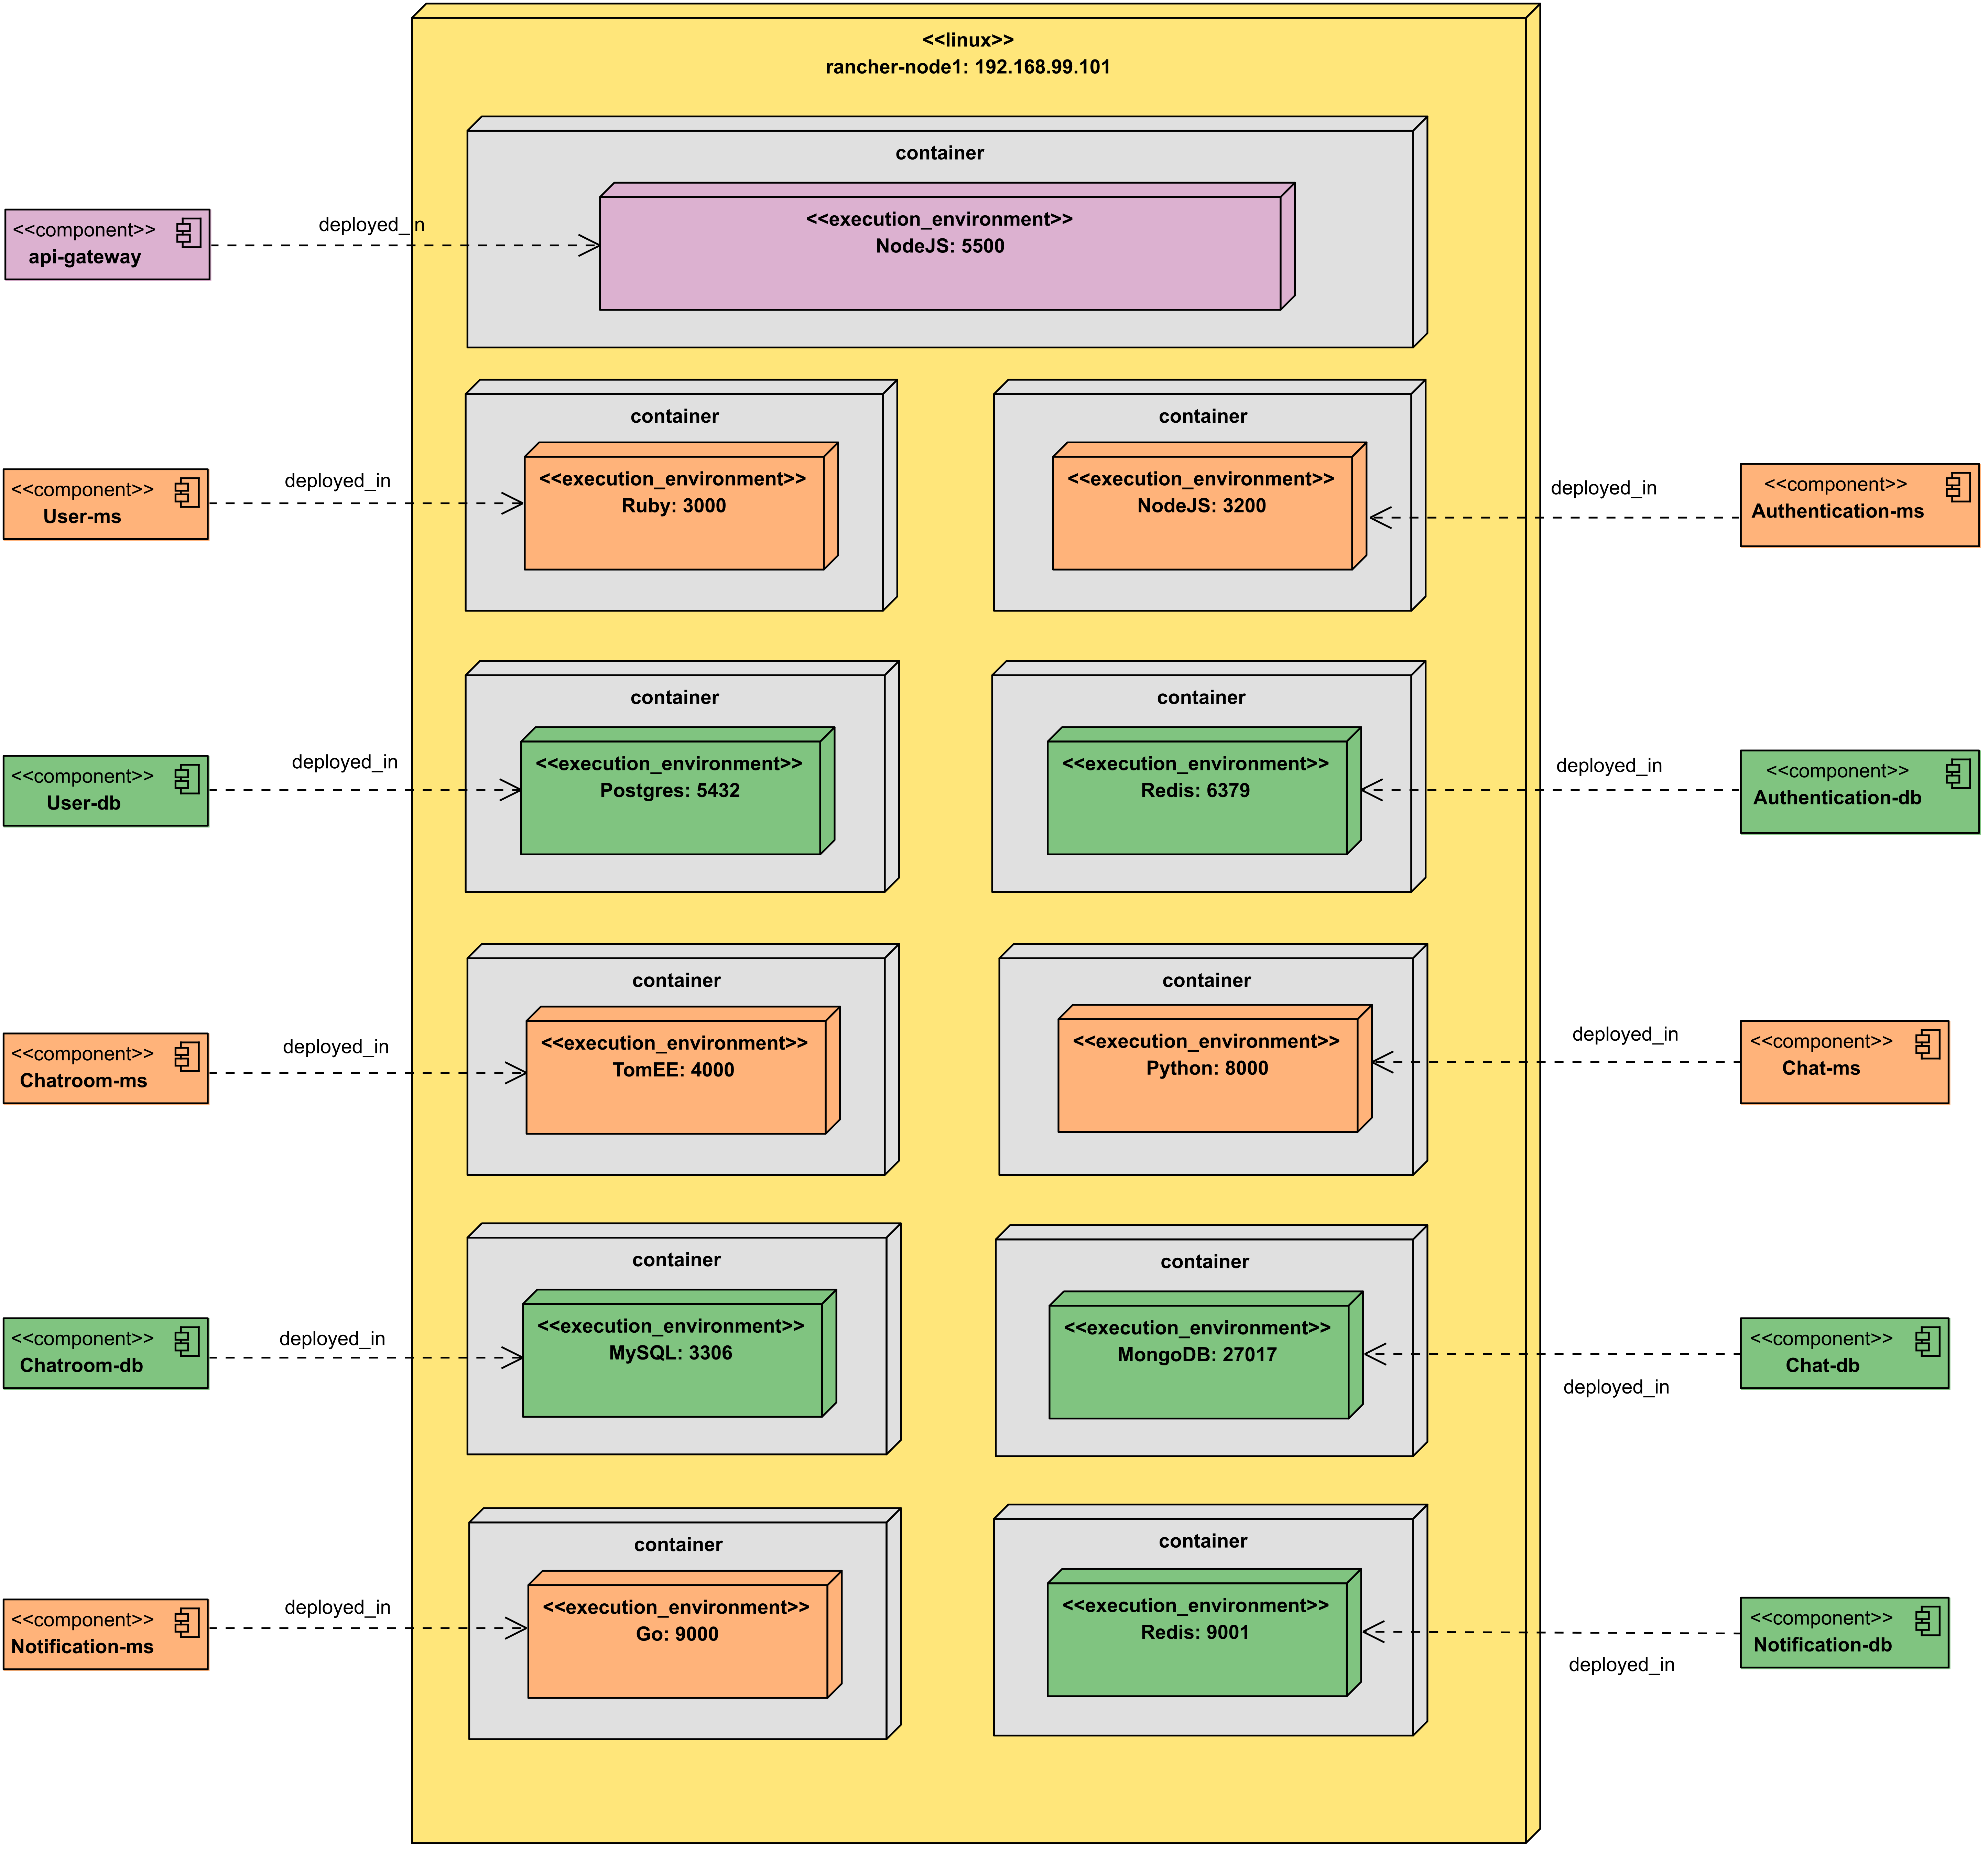 <<linux>>
rancher-node1: 192.168.99.101
container
<<execution_environment>>
NodeJS: 5500
<<component>>
api-gateway
deployed_in
container
<<execution_environment>>
Ruby: 3000
<<component>>
User-ms
deployed_in
container
<<execution_environment>>
NodeJS: 3200
deployed_in
<<component>>
Authentication-ms
container
<<execution_environment>>
Postgres: 5432
<<component>>
User-db
deployed_in
container
<<execution_environment>>
Redis: 6379
deployed_in
<<component>>
Authentication-db
container
<<execution_environment>>
TomEE: 4000
<<component>>
Chatroom-ms
deployed_in
container
<<execution_environment>>
Python: 8000
deployed_in
<<component>>
Chat-ms
container
<<execution_environment>>
MySQL: 3306
<<component>>
Chatroom-db
deployed_in
container
<<execution_environment>>
MongoDB: 27017
deployed_in
<<component>>
Chat-db
container
<<execution_environment>>
Go: 9000
<<component>>
Notification-ms
deployed_in
container
<<execution_environment>>
Redis: 9001
deployed_in
<<component>>
Notification-db